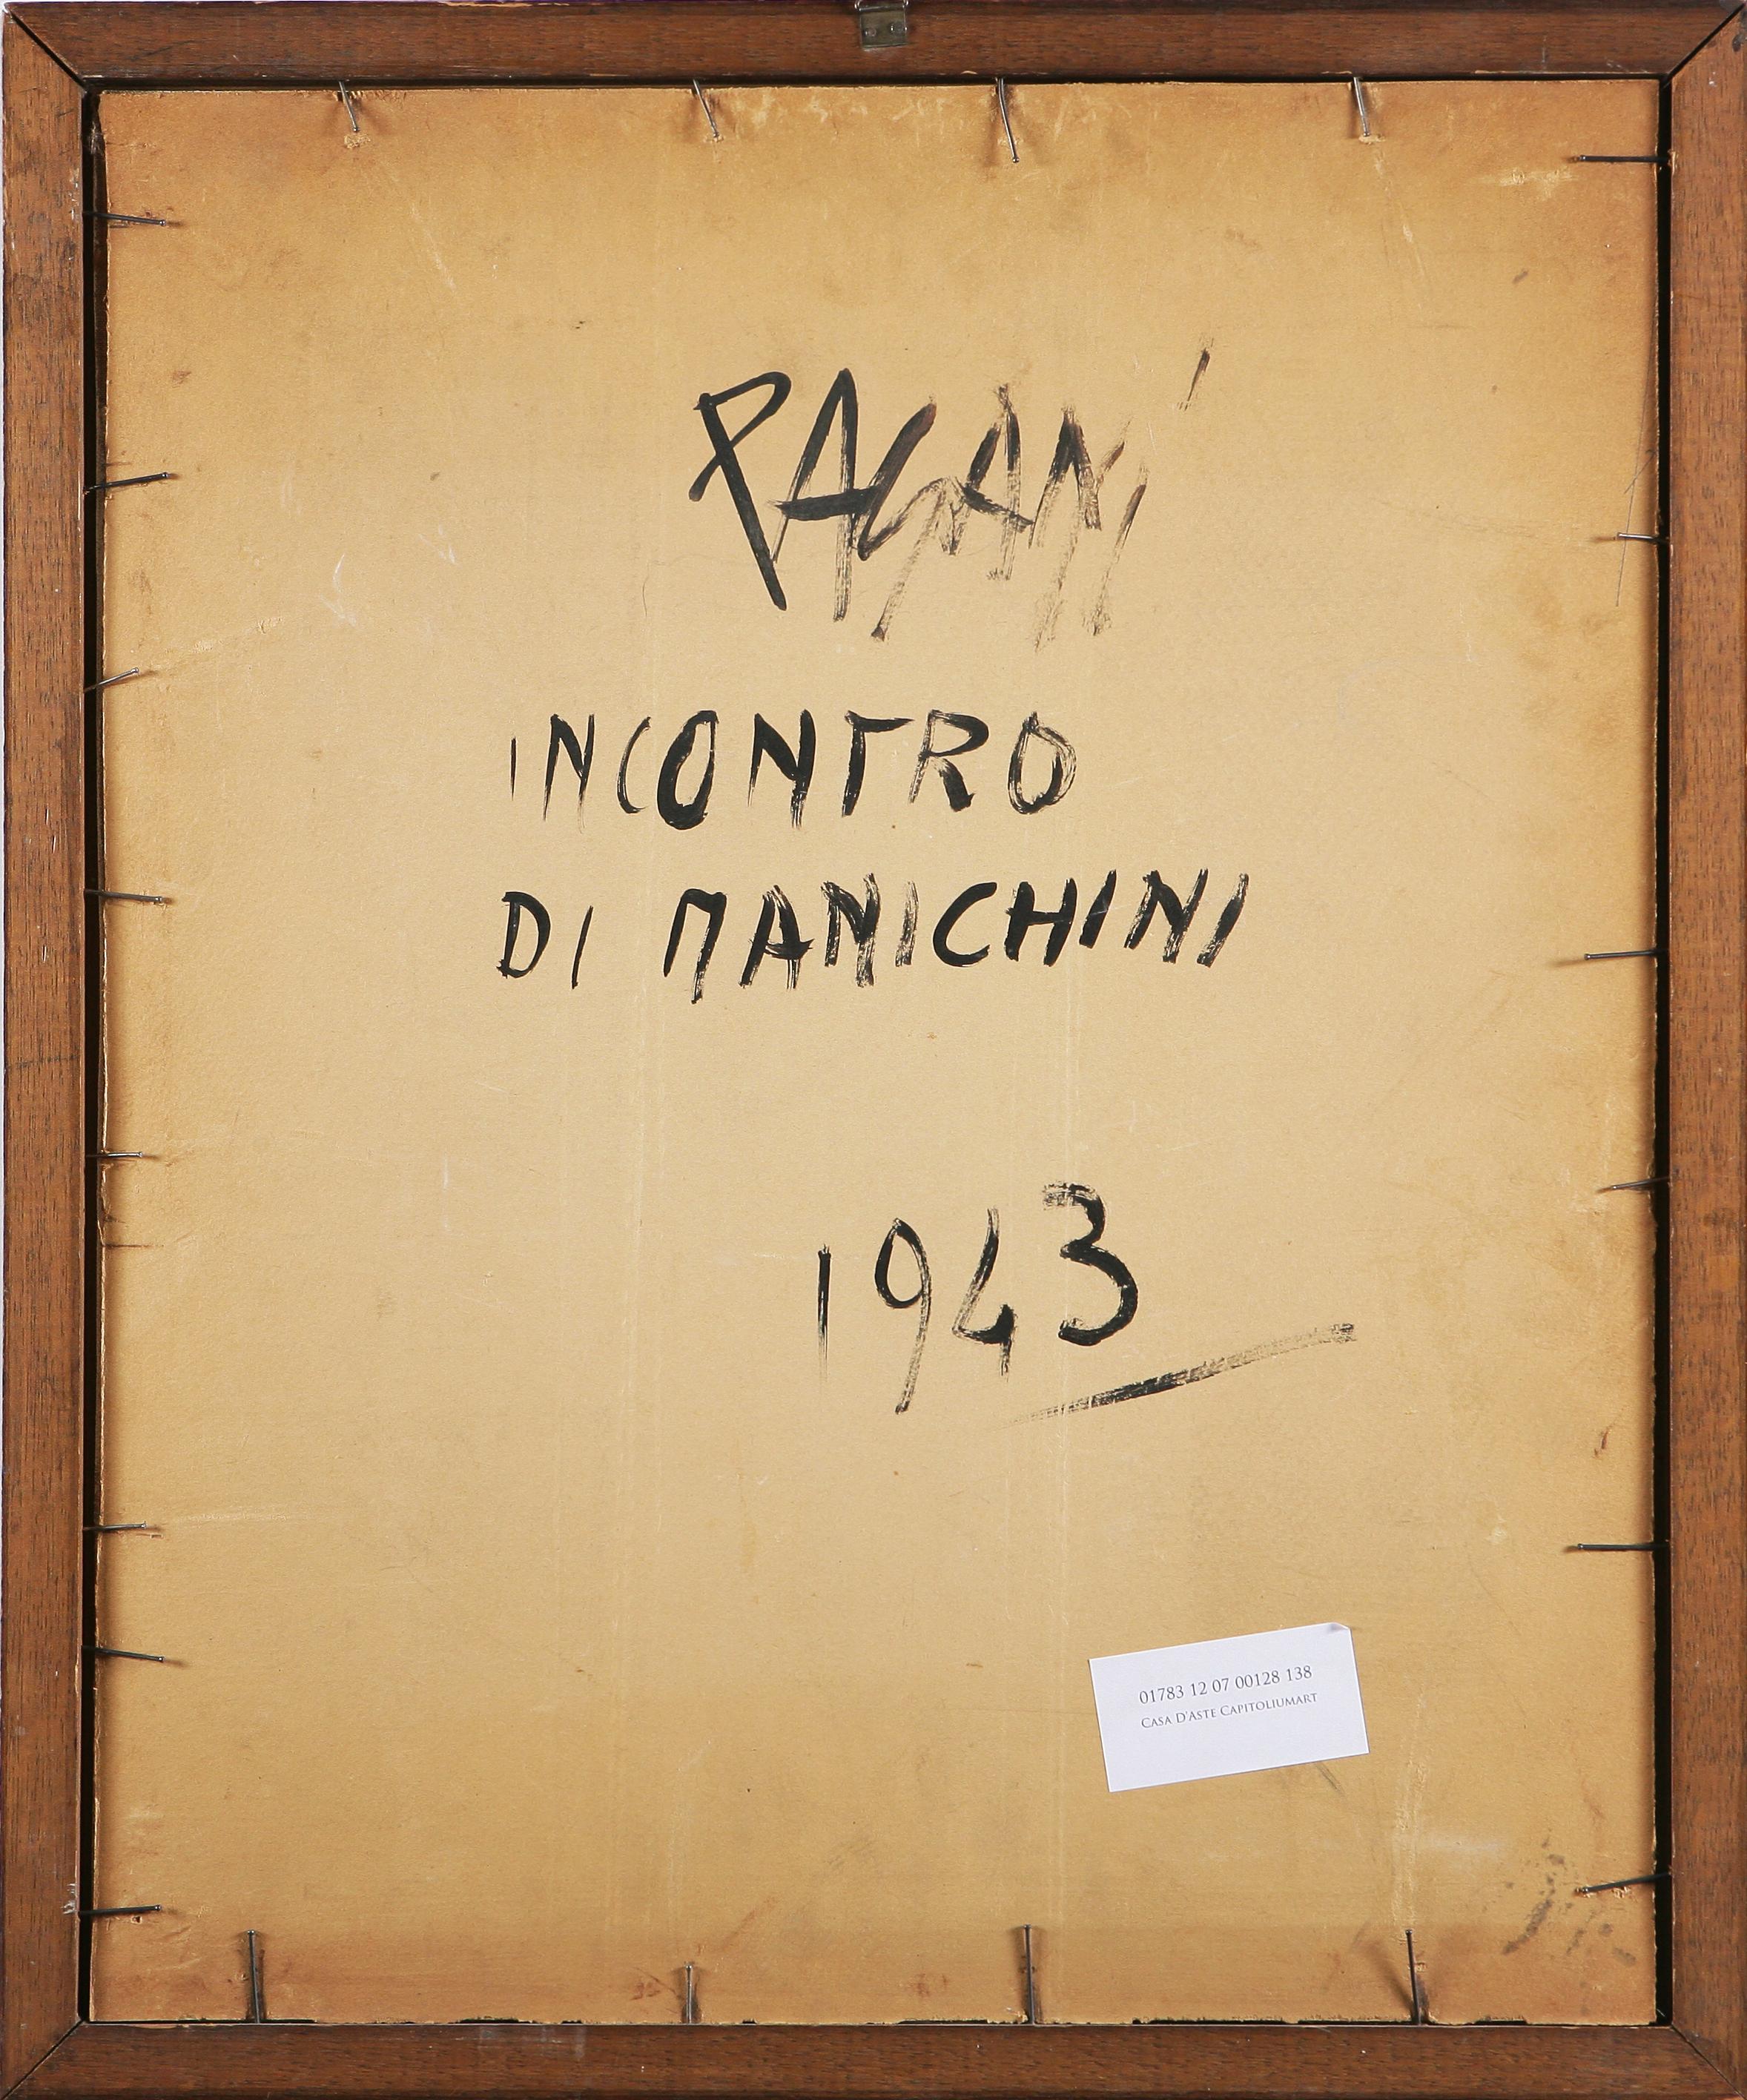 PAGANI
INCONTRO
DI MANICHINI
1943
01783 12 07 00128 138
CASA D'ASTE CAPITOLIUMART